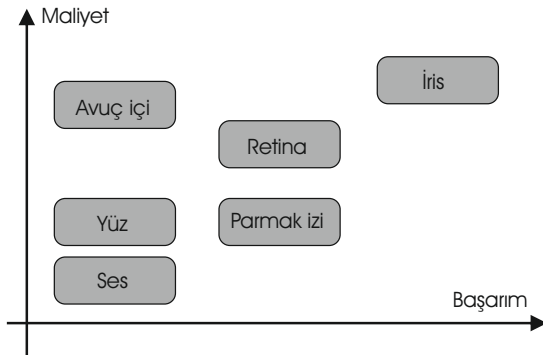 Maliyet
İris
Avuç içi
Retina
Yüz
Parmak izi
Ses
Başarım